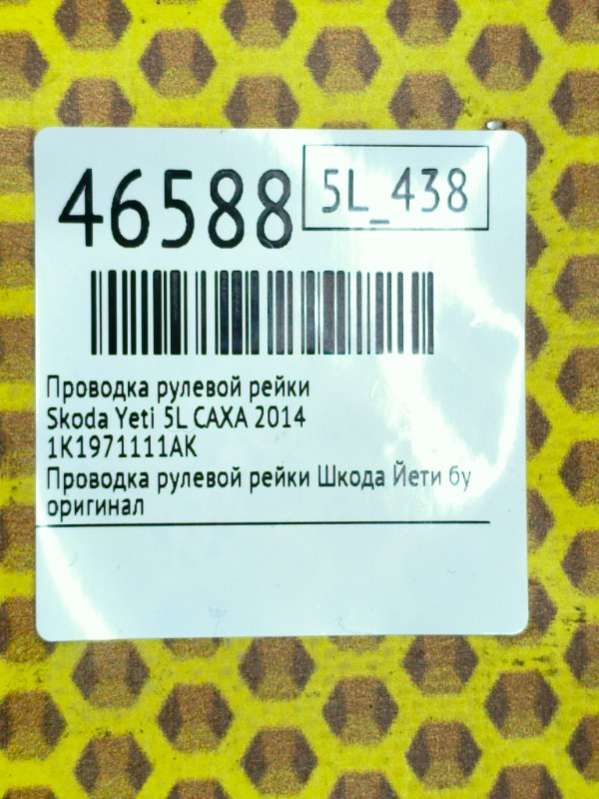 46588
5L_438
Проводка рулевой рейки
Skoda Yeti 5L CAXA 2014
1K1971111AK
Проводка рулевой рейки Шкода Йети бу
оригинал